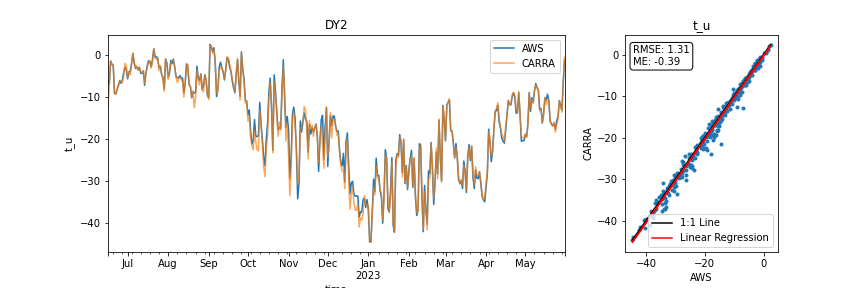 DY2
t_u
0
−10
−20
−30
−40
AWS
CARRA
Jul
Aug
Sep
Oct
Nov
Dec
Jan
2023
Feb
Mar
Apr
May
time
t_u
RMSE: 1.31
ME: -0.39
CARRA
0
−10
−20
−30
−40
1:1 Line
Linear Regression
−40
−20
0
AWS
t_u